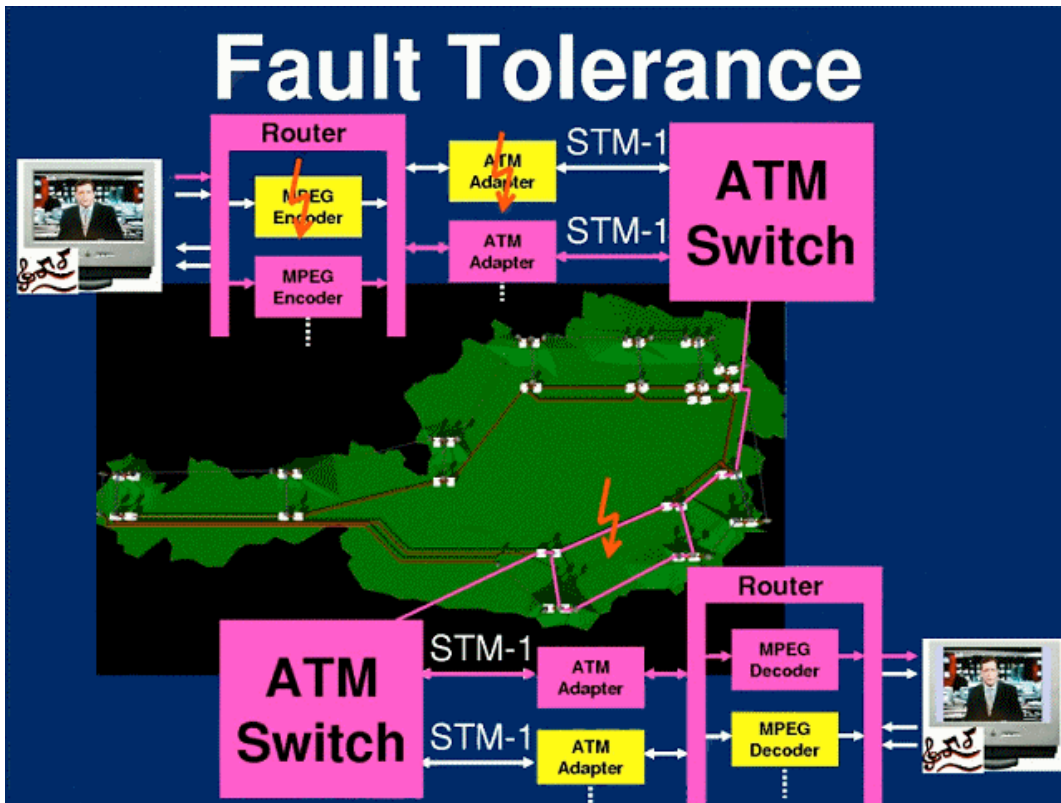 Fault Tolerance
Router
MPEG
Encoder
MPEG
Encoder
ATM
Adapter
ATM
Adapter
STM-1
STM-1
ATM
Switch
ATM
Switch
STM-1
STM-1
ATM
Adapter
ATM
Adapter
Router
MPEG
Decoder
MPEG
Decoder